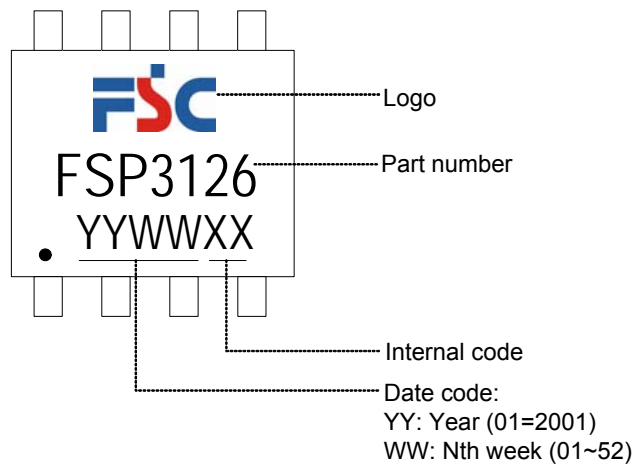 FSC
Logo
FSP3126
Part number
YYWWXX
Internal code
Date code:
YY: Year (01=2001)
WW: Nth week (01~52)